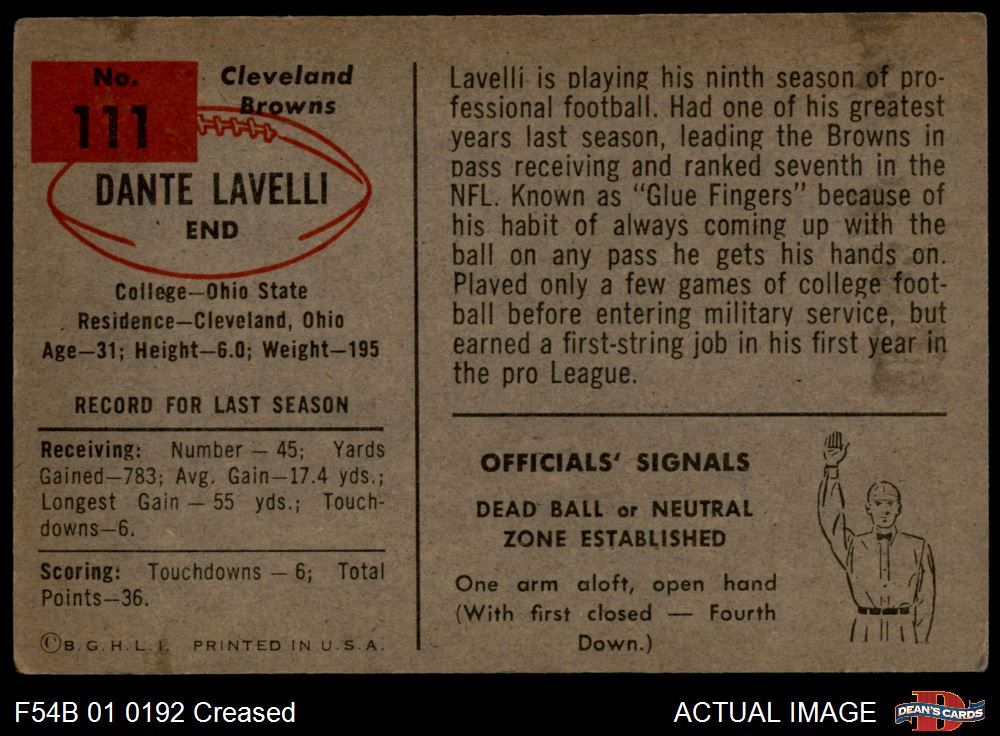 No.
111
Cleveland
Browns
DANTE LAVELLI
END
College—Ohio State
Residence—Cleveland, Ohio
Age—31; Height—6.0; Weight—195
RECORD FOR LAST SEASON
Receiving: Number — 45; Yards
Gained—783; Avg. Gain—17.4 yds.;
Longest Gain — 55 yds.; Touch-
downs—6.
Scoring: Touchdowns — 6; Total
Points—36.
©B. G. H. L. I. PRINTED IN U. S. A.
Lavelli is playing his ninth season of pro-
fessional football. Had one of his greatest
years last season, leading the Browns in
pass receiving and ranked seventh in the
NFL. Known as "Glue Fingers" because of
his habit of always coming up with the
ball on any pass he gets his hands on.
Played only a few games of college foot-
ball before entering military service, but
earned a first-string job in his first year in
the pro League.
OFFICIALS' SIGNALS
DEAD BALL or NEUTRAL
ZONE ESTABLISHED
One arm aloft, open hand
(With first closed — Fourth
Down.)
F54B 01 0192 Creased
ACTUAL IMAGE
DEAN'S CARDS